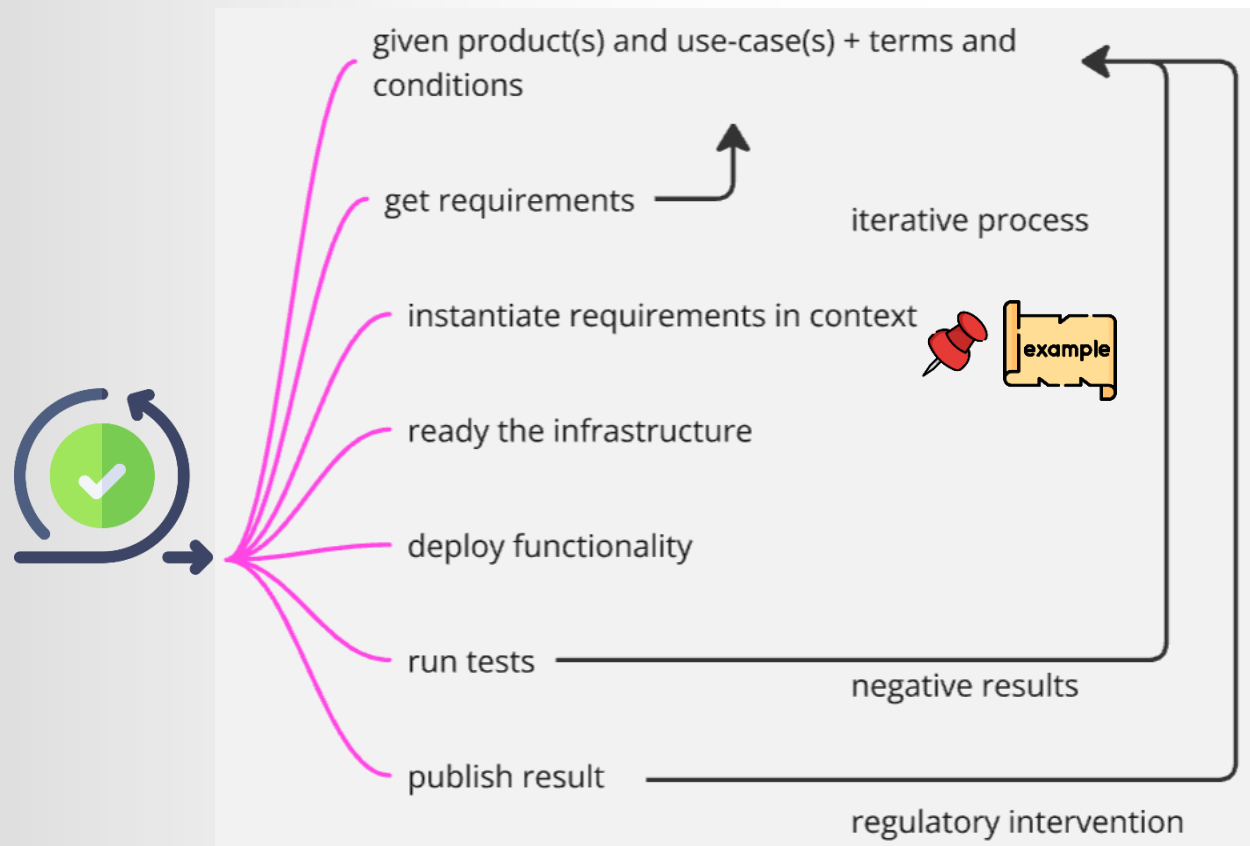 given product(s) and use-case(s) + terms and
conditions
get requirements
iterative process
instantiate requirements in context
example
ready the infrastructure
deploy functionality
run tests
negative results
publish result
regulatory intervention